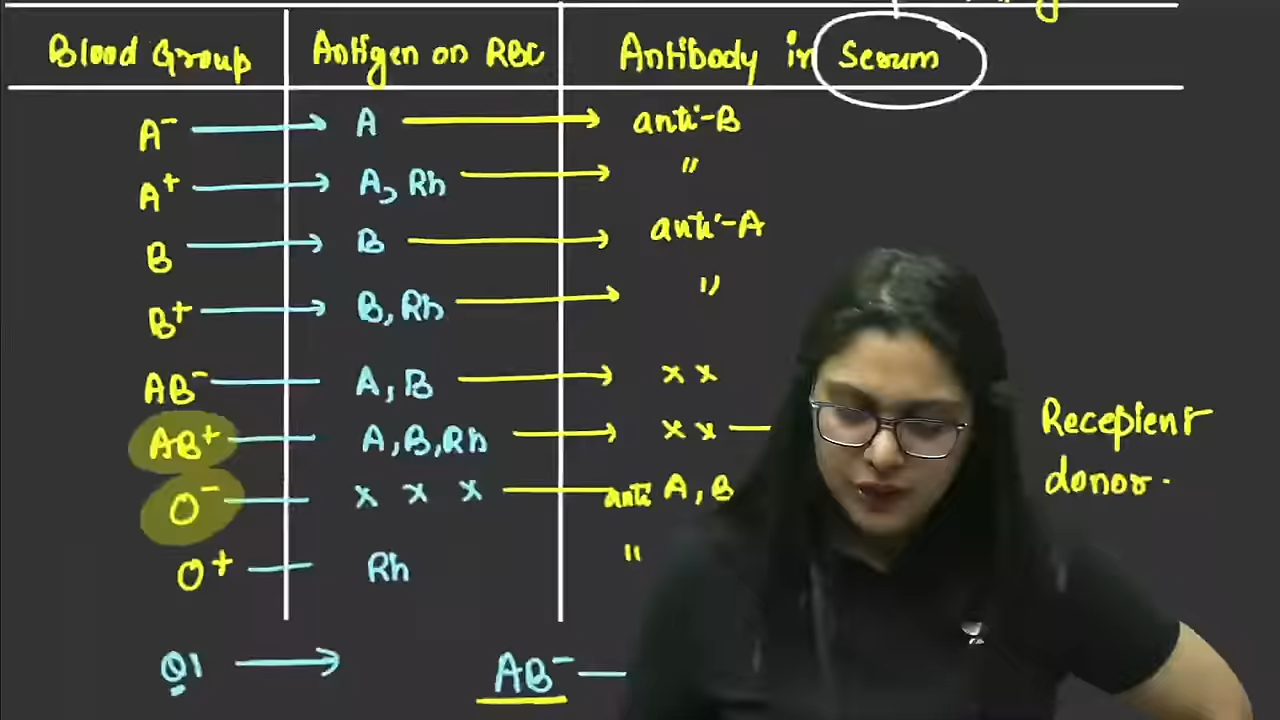 Blood Group Antigen on RBC Antibody in Serum
A⁻ → A → anti-B
A⁺ → A, Rh → "
B → B → anti-A
B⁺ → B, Rh → "
AB⁻ — A, B → x x
AB⁺ — A, B, Rh → x x — Recepient
O⁻ — x x x — anti A, B donor.
O⁺ — Rh "
Q1 → AB⁻ —